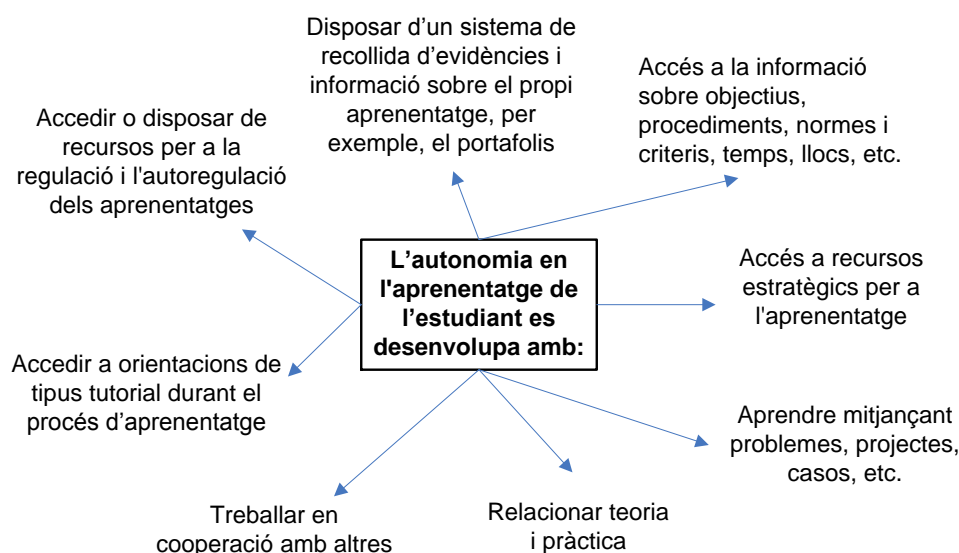 Disposar d’un sistema de
recollida d’evidències i
informació sobre el propi
aprenentatge, per
exemple, el portafolis
Accés a la informació
sobre objectius,
procediments, normes i
criteris, temps, llocs, etc.
Accedir o disposar de
recursos per a la
regulació i l'autoregulació
dels aprenentatges
L’autonomia en
l'aprenentatge de
l’estudiant es
desenvolupa amb:
Accés a recursos
estratègics per a
l'aprenentatge
Accedir a orientacions de
tipus tutorial durant el
procés d’aprenentatge
Aprendre mitjançant
problemes, projectes,
casos, etc.
Treballar en
cooperació amb altres
Relacionar teoria
i pràctica